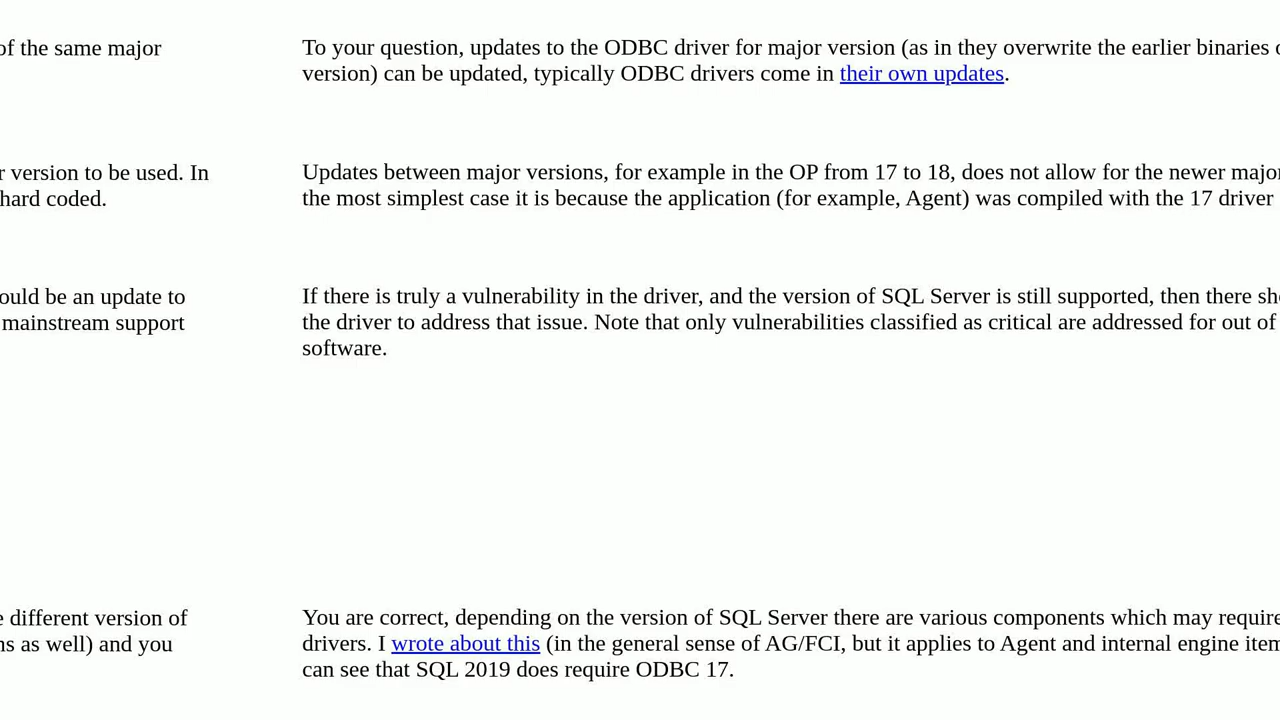 of the same major
To your question, updates to the ODBC driver for major version (as in they overwrite the earlier binaries
version) can be updated, typically ODBC drivers come in their own updates.
r version to be used. In
hard coded.
Updates between major versions, for example in the OP from 17 to 18, does not allow for the newer major
the most simplest case it is because the application (for example, Agent) was compiled with the 17 driver
ould be an update to
mainstream support
If there is truly a vulnerability in the driver, and the version of SQL Server is still supported, then there sh
the driver to address that issue. Note that only vulnerabilities classified as critical are addressed for out of
software.
e different version of
ns as well) and you
You are correct, depending on the version of SQL Server there are various components which may require
drivers. I wrote about this (in the general sense of AG/FCI, but it applies to Agent and internal engine item
can see that SQL 2019 does require ODBC 17.